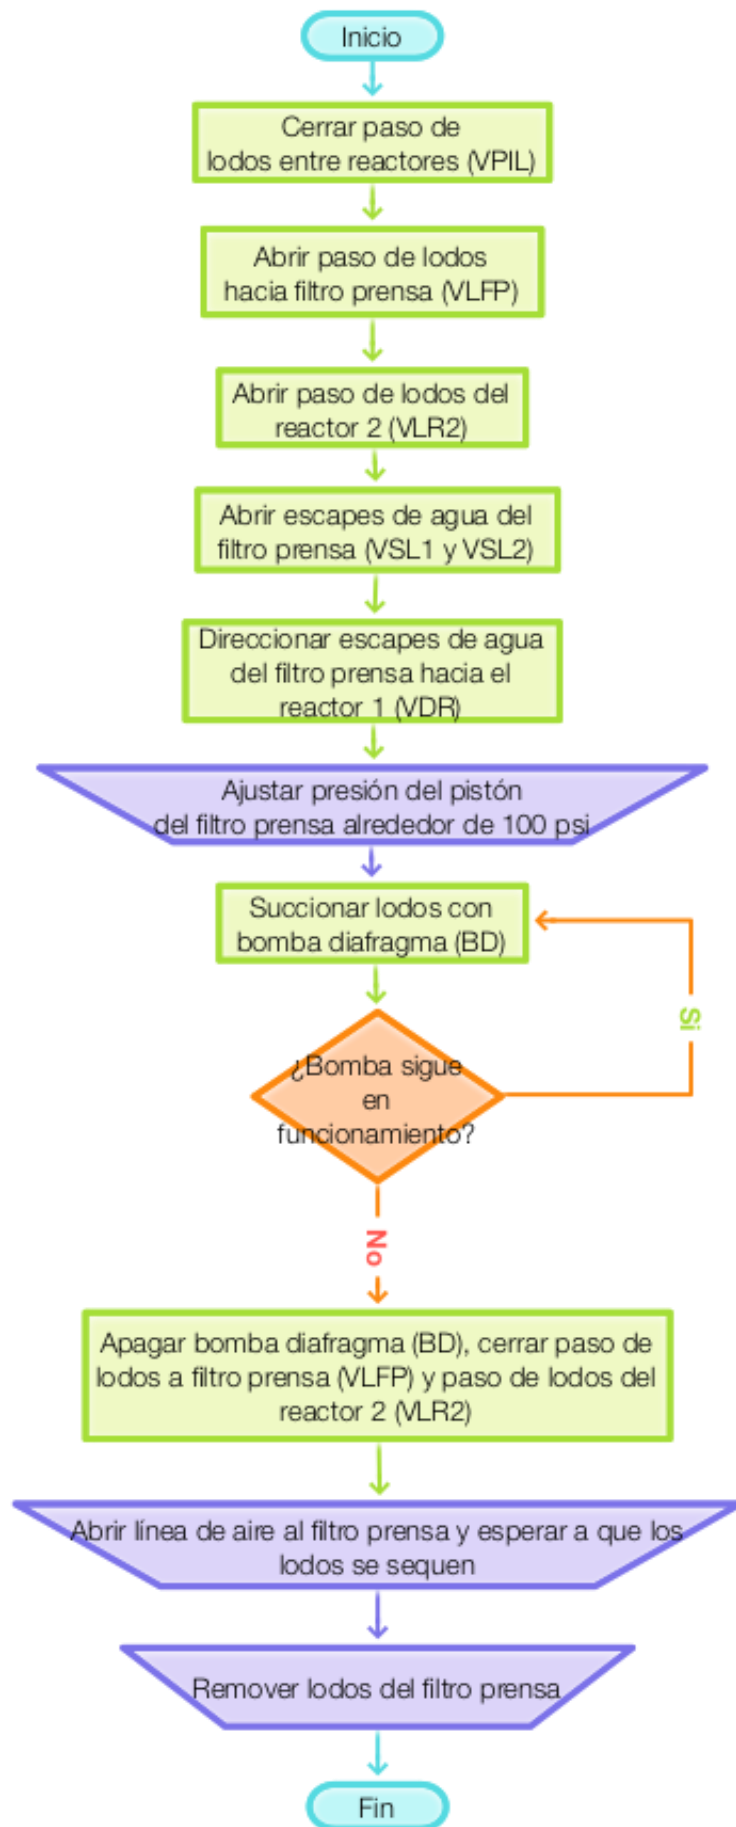 Inicio
Cerrar paso de
lodos entre reactores (VPIL)
Abrir paso de lodos
hacia filtro prensa (VLFP)
Abrir paso de lodos del
reactor 2 (VLR2)
Abrir escapes de agua del
filtro prensa (VSL1 y VSL2)
Direccionar escapes de agua
del filtro prensa hacia el
reactor 1 (VDR)
Ajustar presión del pistón
del filtro prensa alrededor de 100 psi
Succionar lodos con
bomba diafragma (BD)
Si
¿Bomba sigue
en
funcionamiento?
No
Apagar bomba diafragma (BD), cerrar paso de
lodos a filtro prensa (VLFP) y paso de lodos del
reactor 2 (VLR2)
Abrir línea de aire al filtro prensa y esperar a que los
lodos se sequen
Remover lodos del filtro prensa
Fin